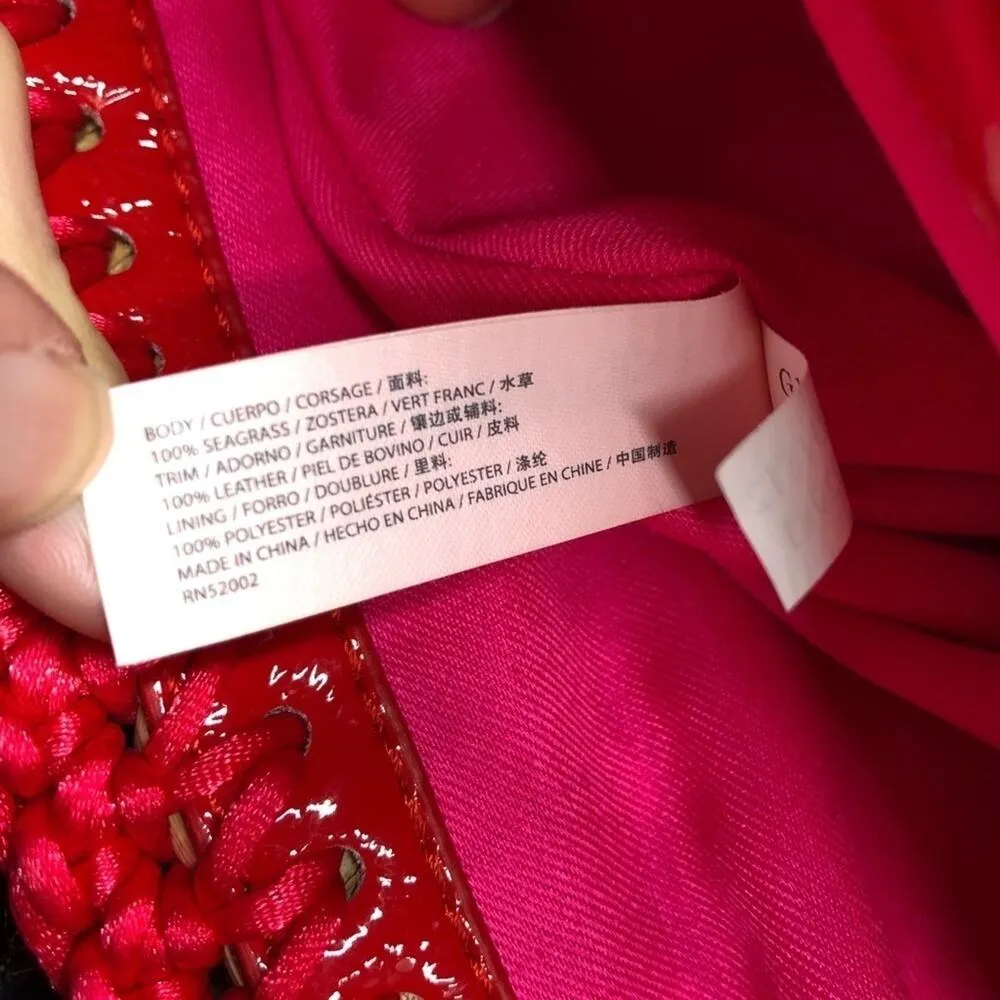 BODY / CUERPO / CORSAGE / 面料:
100% SEAGRASS / ZOSTERA / VERT FRANC / 水草
TRIM / ADORNO / GARNITURE / 镶边或辅料:
100% LEATHER / PIEL DE BOVINO / CUIR / 皮料
LINING / FORRO / DOUBLURE / 里料:
100% POLYESTER / POLIÉSTER / POLYESTER / 涤纶
MADE IN CHINA / HECHO EN CHINA / FABRIQUE EN CHINE / 中国制造
RN52002